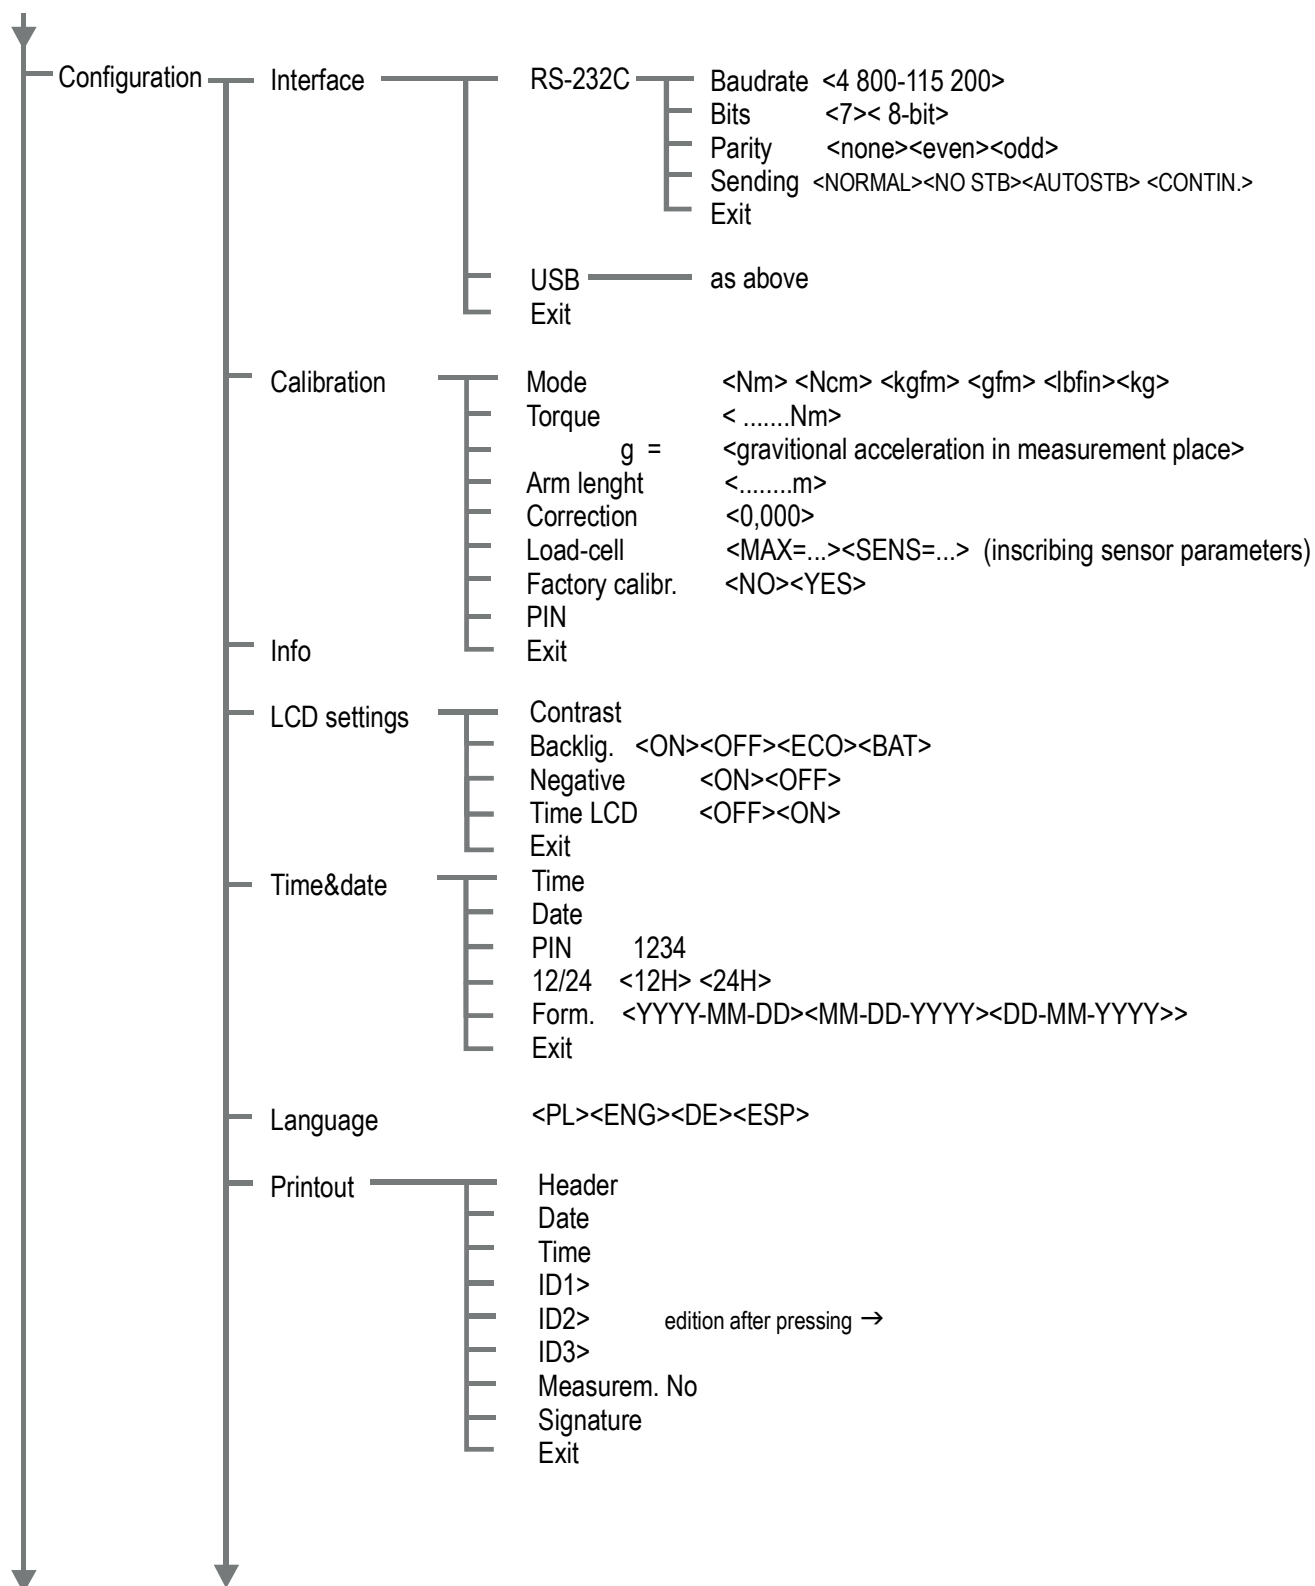 Configuration Interface RS-232C Baudrate <4 800-115 200>
Bits <7>< 8-bit>
Parity <none><even><odd>
Sending <NORMAL><NO STB><AUTOSTB> <CONTIN.>
Exit
USB as above
Exit
Calibration Mode <Nm> <Ncm> <kgfm> <gfm> <lbfin><kg>
Torque < .......Nm>
g = <gravitional acceleration in measurement place>
Arm lenght <........m>
Correction <0,000>
Load-cell <MAX=...><SENS=...> (inscribing sensor parameters)
Factory calibr. <NO><YES>
PIN
Info Exit
LCD settings Contrast
Backlig. <ON><OFF><ECO><BAT>
Negative <ON><OFF>
Time LCD <OFF><ON>
Exit
Time&date Time
Date
PIN 1234
12/24 <12H> <24H>
Form. <YYYY-MM-DD><MM-DD-YYYY><DD-MM-YYYY>>
Exit
Language <PL><ENG><DE><ESP>
Printout Header
Date
Time
ID1>
ID2> edition after pressing →
ID3>
Measurem. No
Signature
Exit